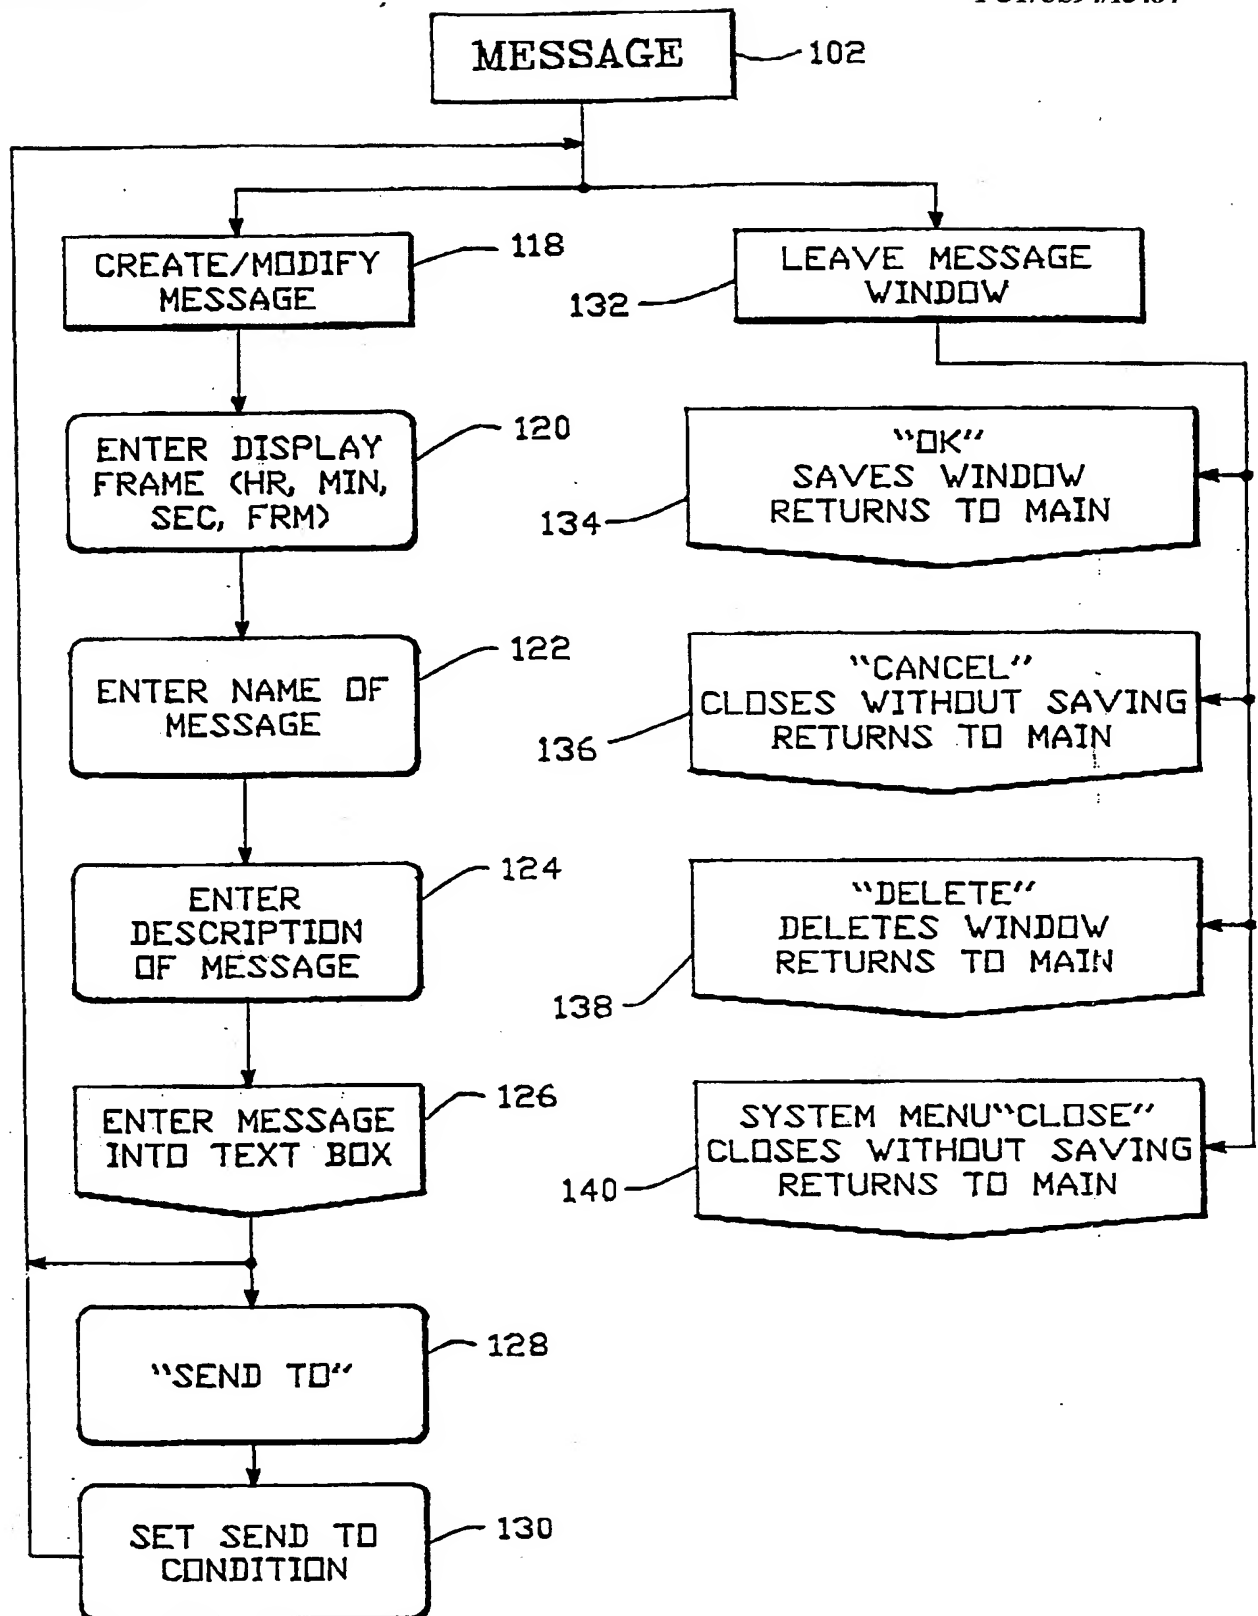 MESSAGE
102
CREATE/MODIFY
MESSAGE
118
ENTER DISPLAY
FRAME (HR, MIN,
SEC, FRM)
120
ENTER NAME OF
MESSAGE
122
ENTER
DESCRIPTION
OF MESSAGE
124
ENTER MESSAGE
INTO TEXT BOX
126
"SEND TO"
128
SET SEND TO
CONDITION
130
LEAVE MESSAGE
WINDOW
132
"OK"
SAVES WINDOW
RETURNS TO MAIN
134
"CANCEL"
CLOSES WITHOUT SAVING
RETURNS TO MAIN
136
"DELETE"
DELETES WINDOW
RETURNS TO MAIN
138
SYSTEM MENU"CLOSE"
CLOSES WITHOUT SAVING
RETURNS TO MAIN
140